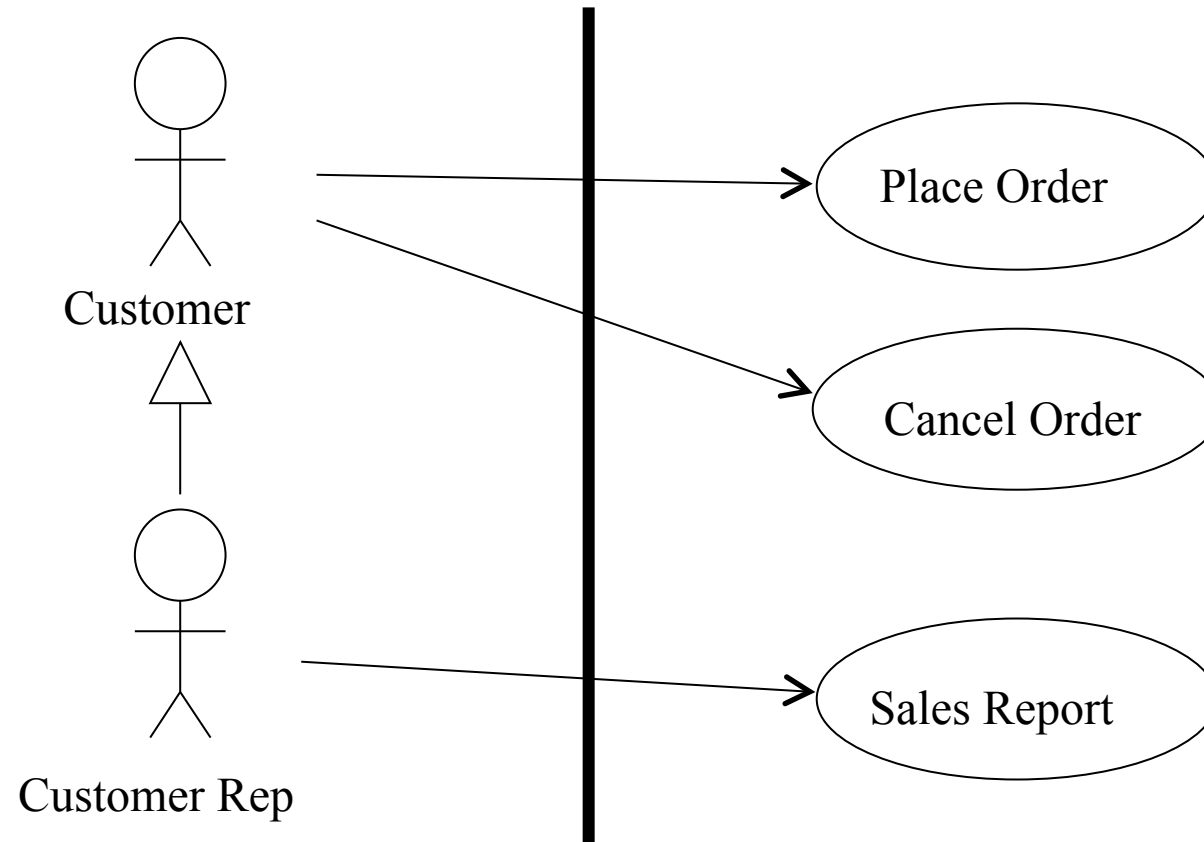 Customer
Customer Rep
Place Order
Cancel Order
Sales Report